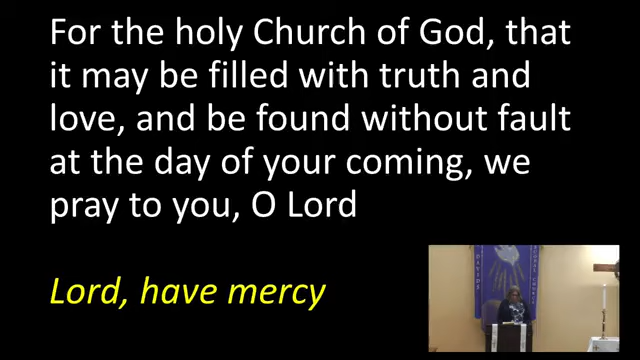 For the holy Church of God, that
it may be filled with truth and
love, and be found without fault
at the day of your coming, we
pray to you, O Lord
Lord, have mercy